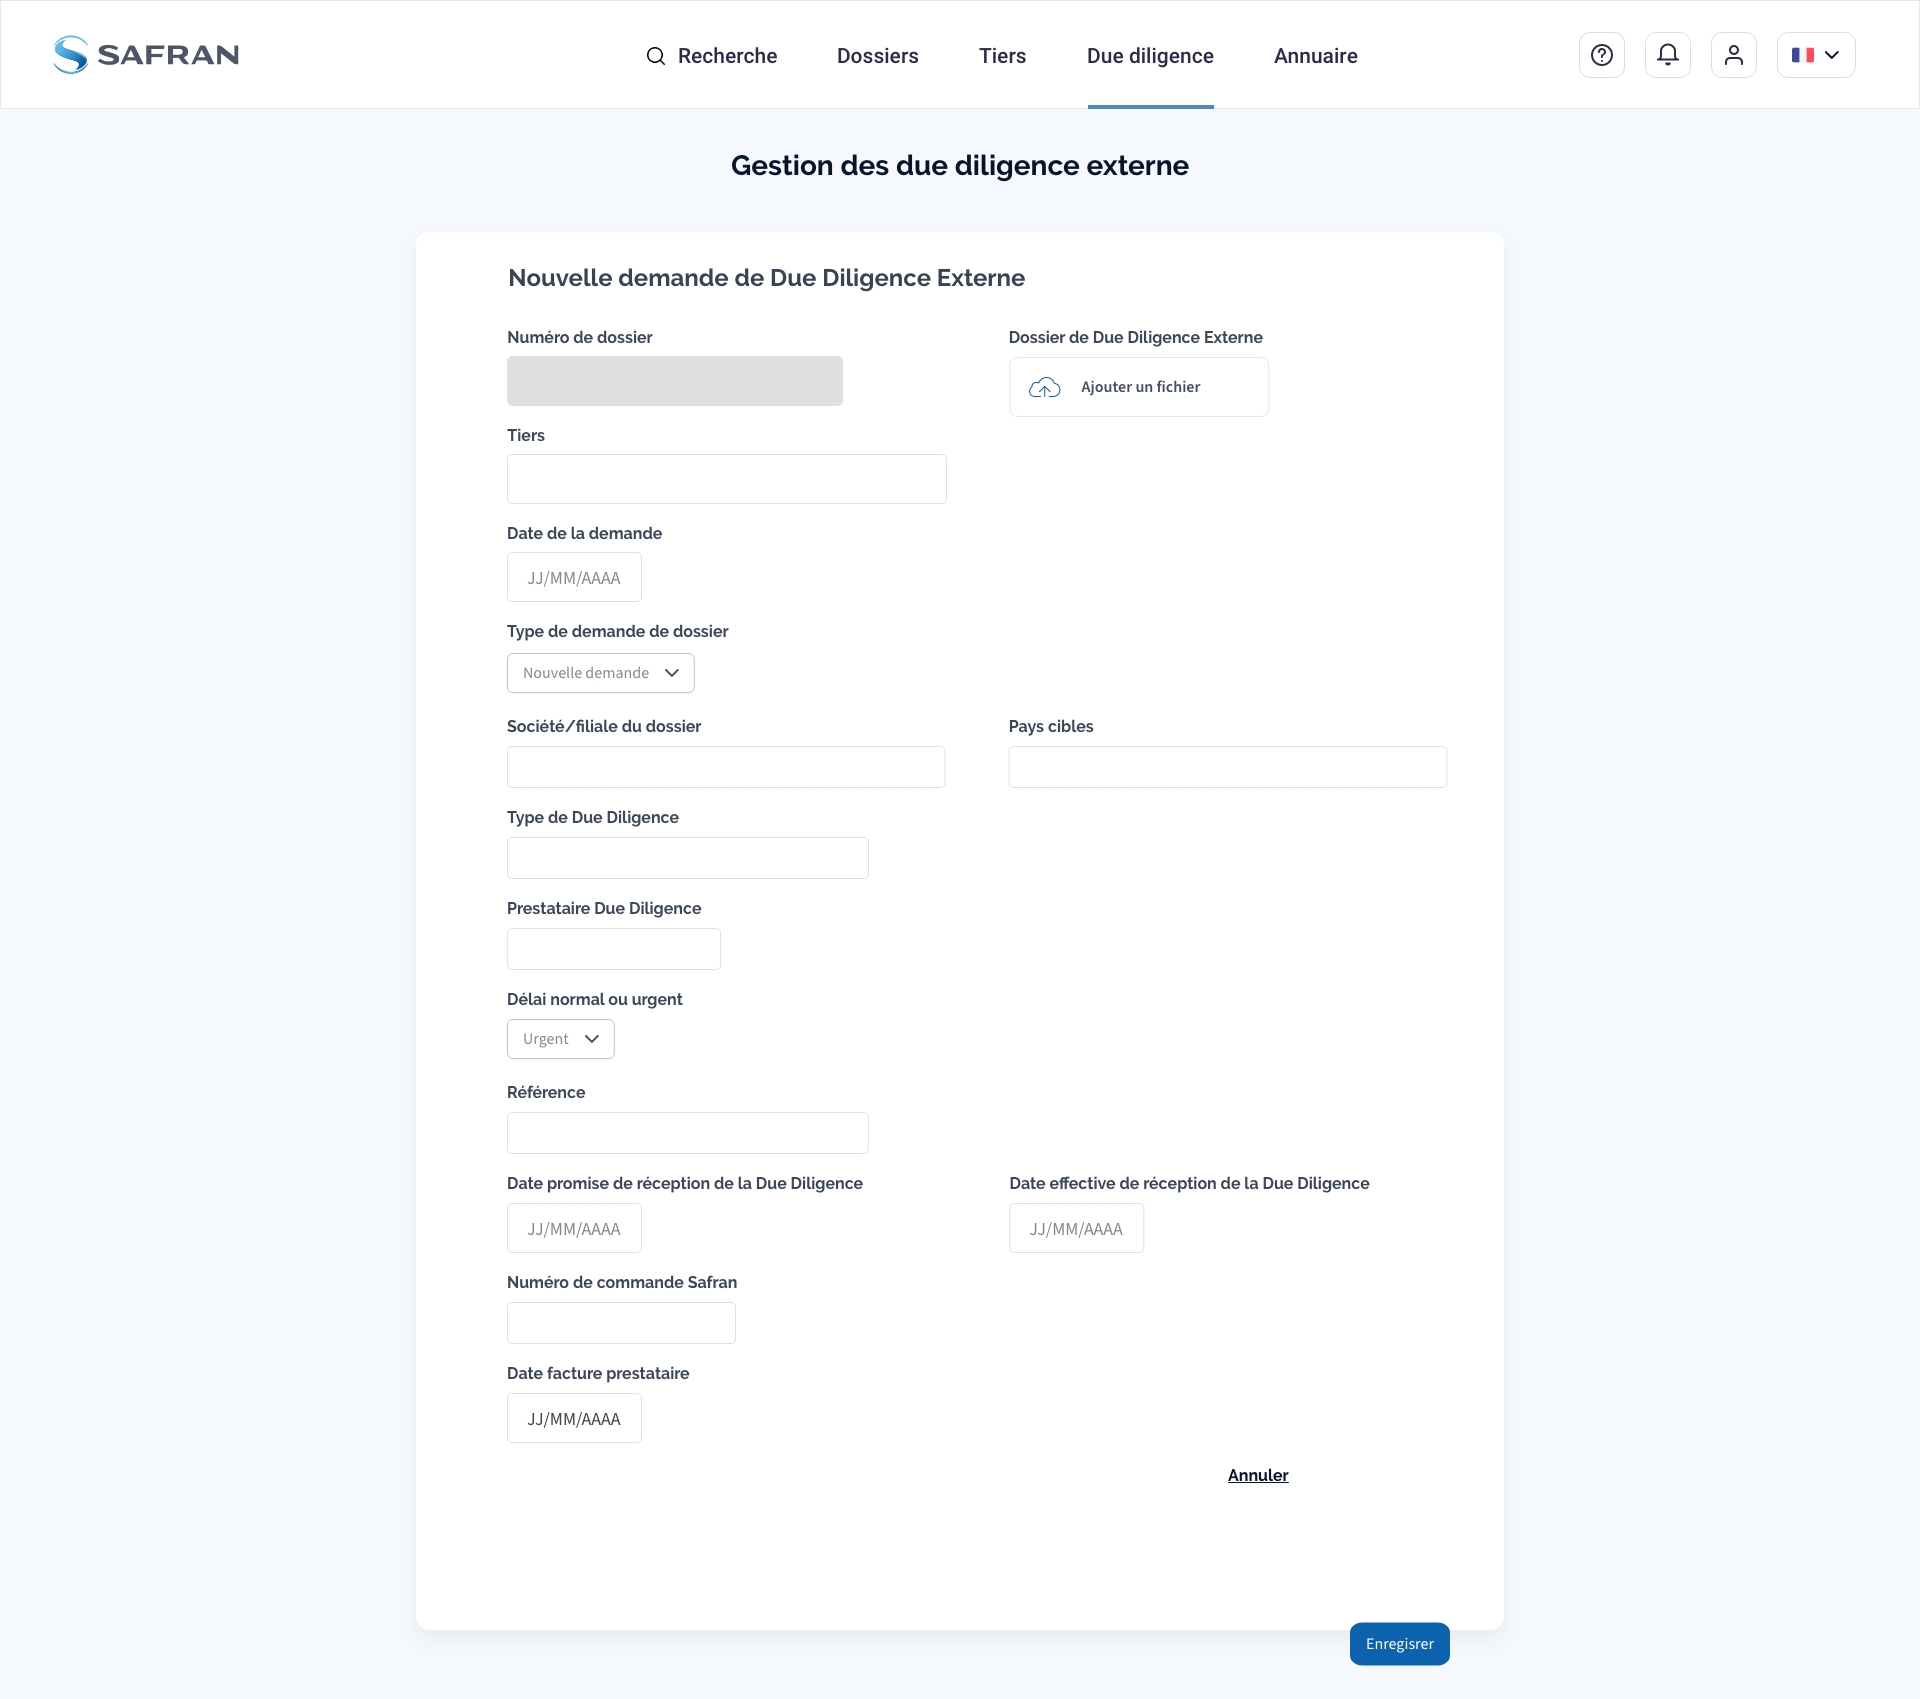 SAFRAN
Recherche
Dossiers
Tiers
Due diligence
Annuaire
Gestion des due diligence externe
Nouvelle demande de Due Diligence Externe
Numéro de dossier
Dossier de Due Diligence Externe
Ajouter un fichier
Tiers
Date de la demande
JJ/MM/AAAA
Type de demande de dossier
Nouvelle demande
Société/filiale du dossier
Pays cibles
Type de Due Diligence
Prestataire Due Diligence
Délai normal ou urgent
Urgent
Référence
Date promise de réception de la Due Diligence
Date effective de réception de la Due Diligence
JJ/MM/AAAA
JJ/MM/AAAA
Numéro de commande Safran
Date facture prestataire
JJ/MM/AAAA
Annuler
Enregisrer